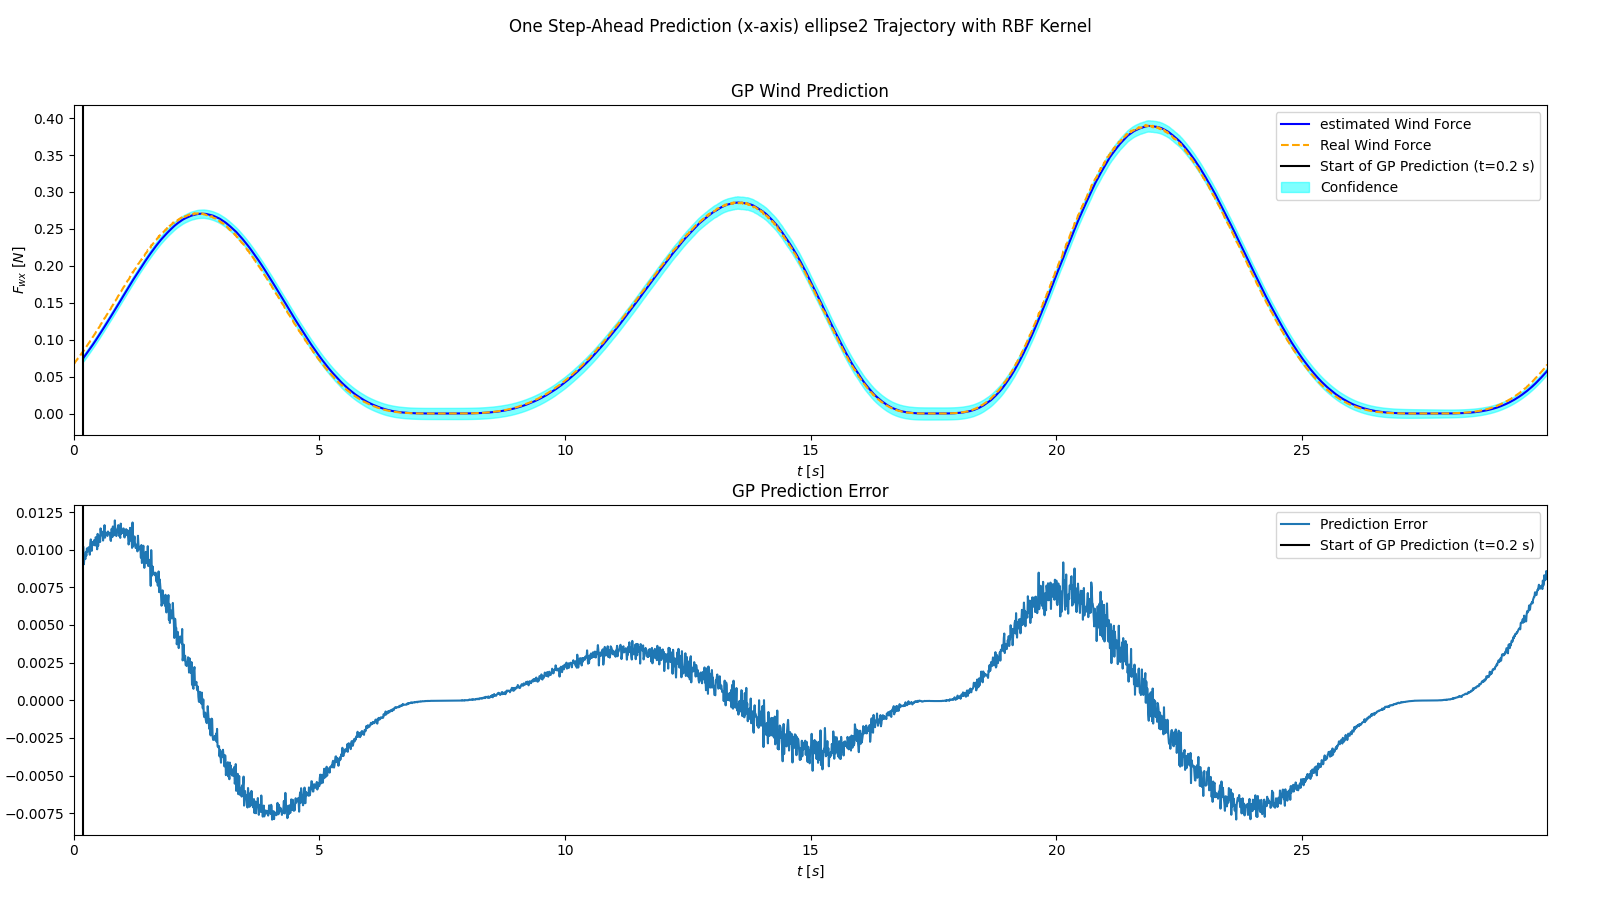 One Step-Ahead Prediction (x-axis) ellipse2 Trajectory with RBF Kernel
GP Wind Prediction
0.40
0.35
0.30
0.25
0.20
0.15
0.10
0.05
0.00
F_wx [N]
estimated Wind Force
Real Wind Force
Start of GP Prediction (t=0.2 s)
Confidence
0 5 10 15 20 25
t [s]
GP Prediction Error
0.0125
0.0100
0.0075
0.0050
0.0025
0.0000
−0.0025
−0.0050
−0.0075
Prediction Error
Start of GP Prediction (t=0.2 s)
0 5 10 15 20 25
t [s]